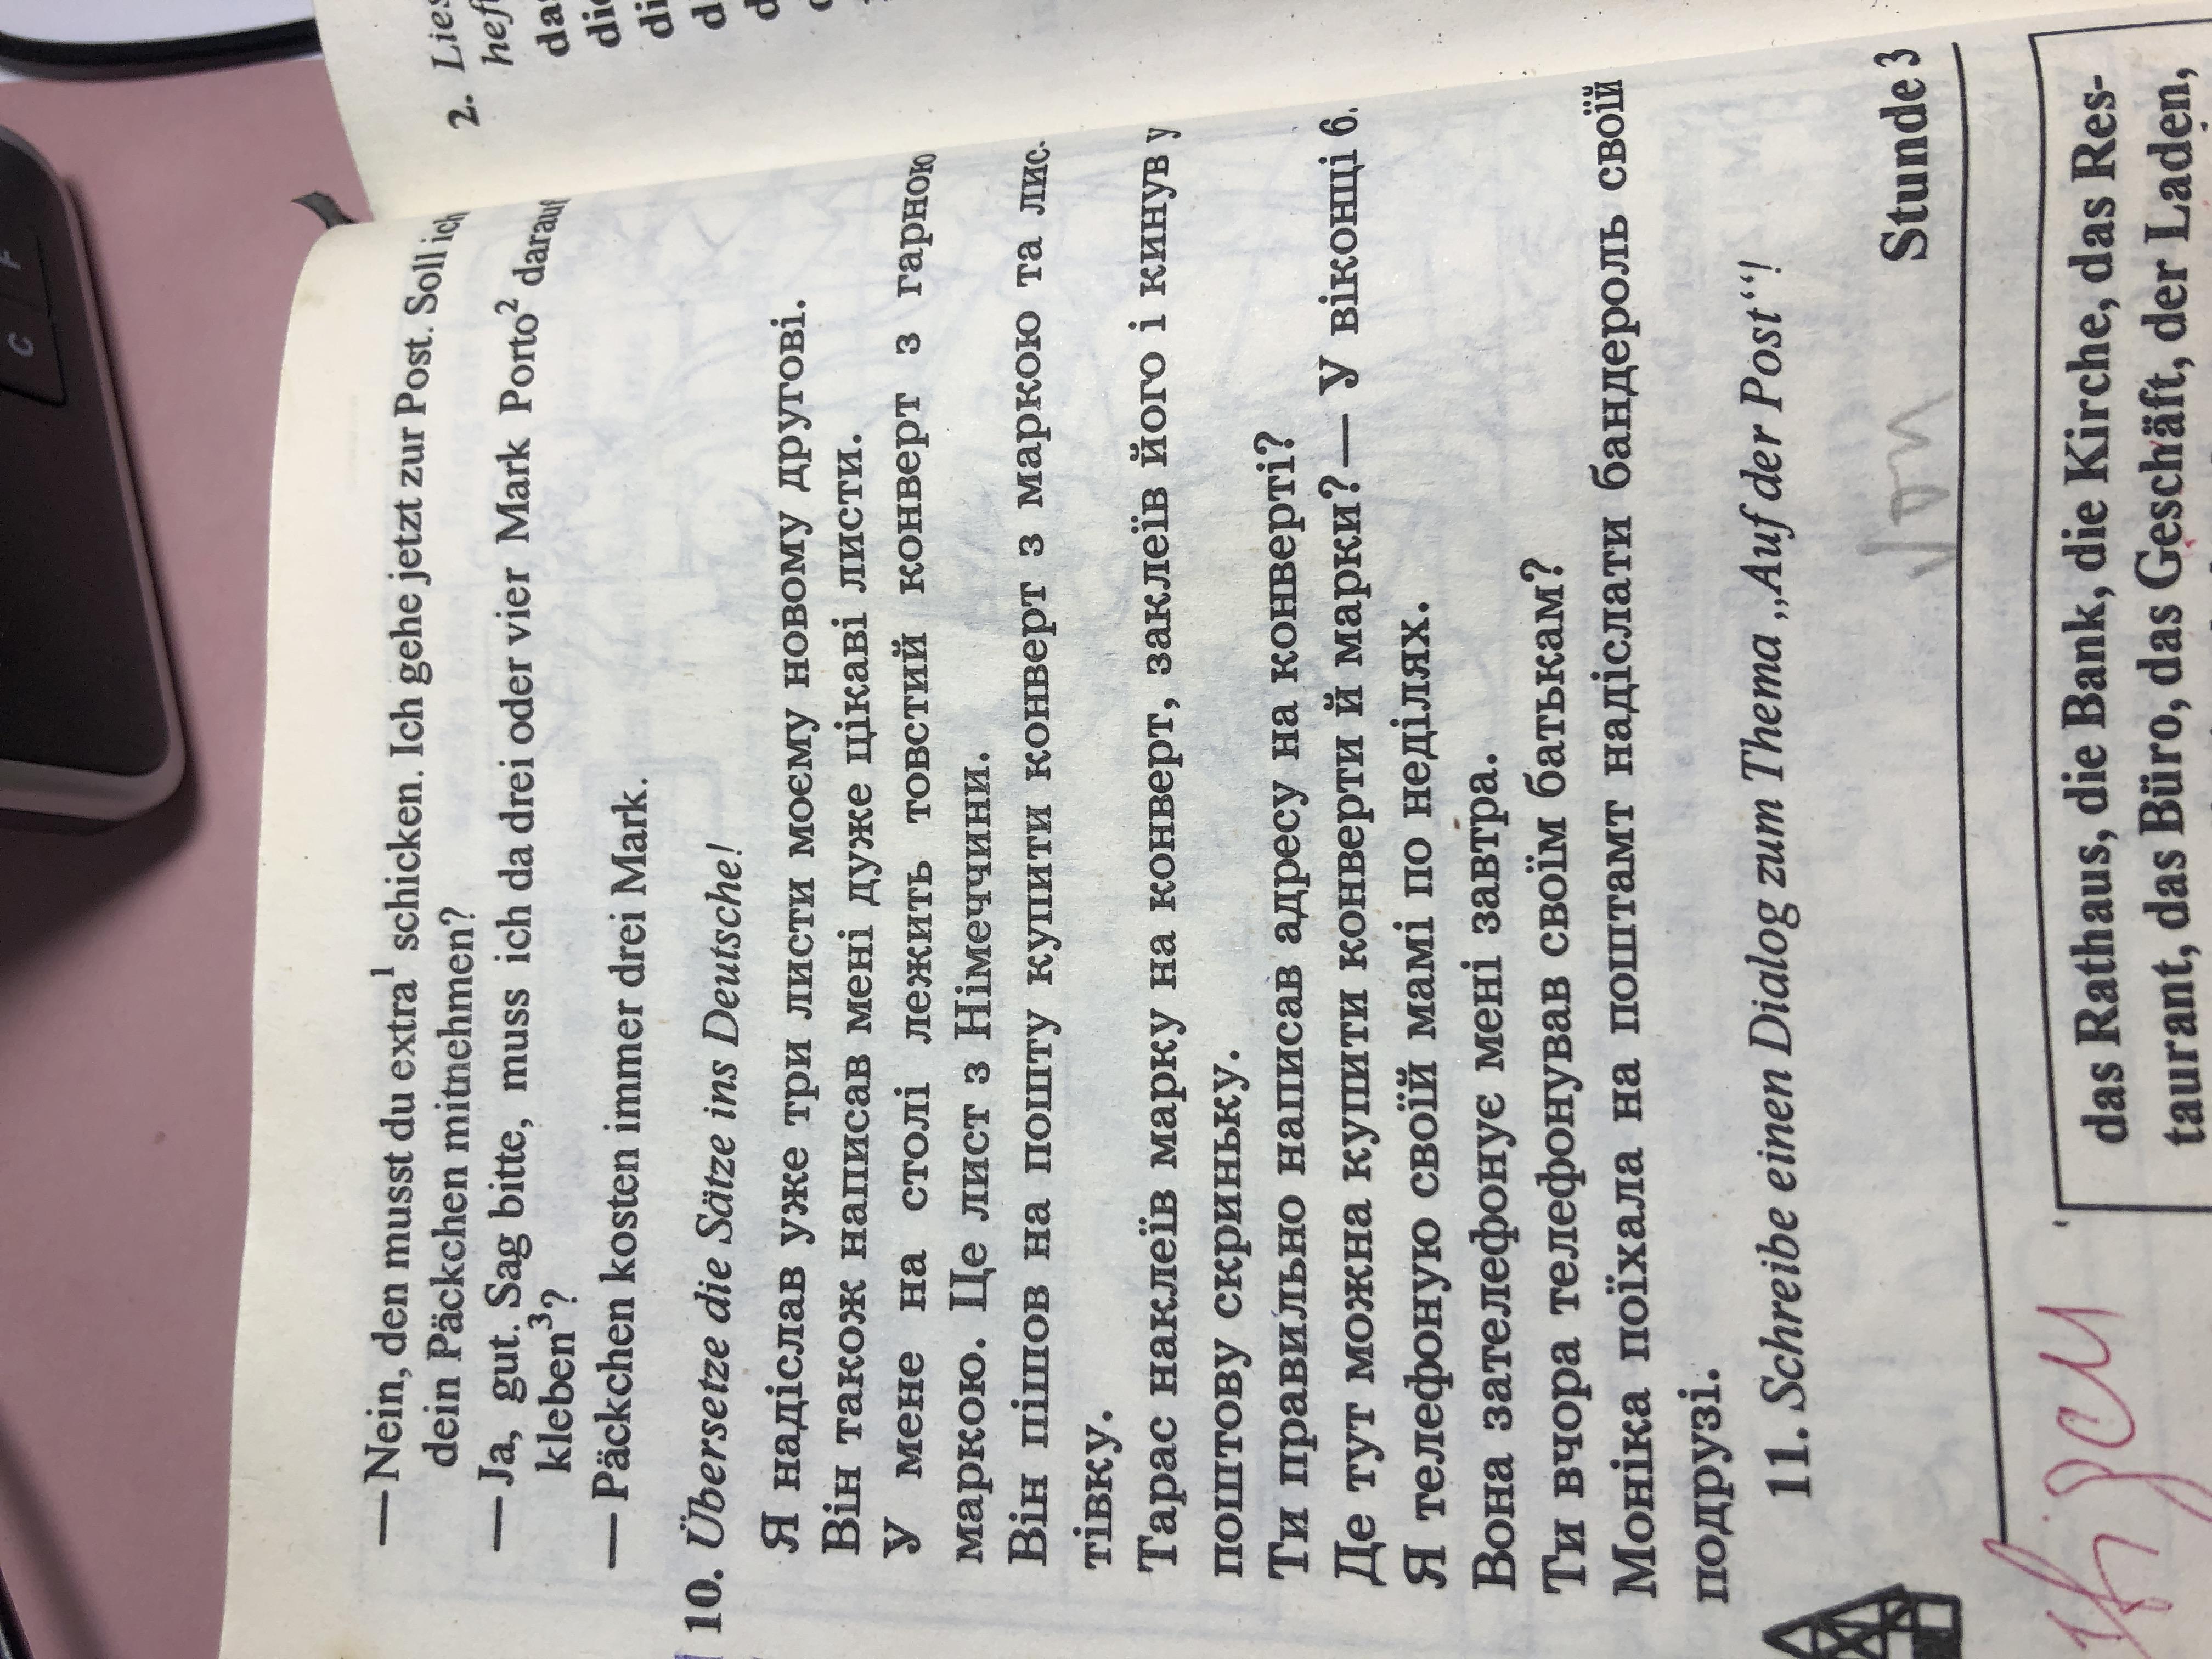 — Nein, den musst du extra¹ schicken. Ich gehe jetzt zur Post. Soll ich
dein Päckchen mitnehmen?
— Ja, gut. Sag bitte, muss ich da drei oder vier Mark Porto² darauf
kleben³?
— Päckchen kosten immer drei Mark.
10. Übersetze die Sätze ins Deutsche!
Я надіслав уже три листи моєму новому другові.
Він також написав мені дуже цікаві листи.
У мене на столі лежить товстий конверт з гарною
маркою. Це лист з Німеччини.
Він пішов на пошту купити конверт з маркою та лис-
тівку.
Тарас наклеїв марку на конверт, заклеїв його і кинув у
поштову скриньку.
Ти правильно написав адресу на конверті?
Де тут можна купити конверти й марки? — У віконці 6.
Я телефоную своїй мамі по неділях.
Вона зателефонує мені завтра.
Ти вчора телефонував своїм батькам?
Моніка поїхала на поштамт надіслати бандероль своїй
подрузі.
11. Schreibe einen Dialog zum Thema „Auf der Post“!
Stunde 3
das Rathaus, die Bank, die Kirche, das Res-
taurant, das Büro, das Geschäft, der Laden,
2. Lies
heft
C F